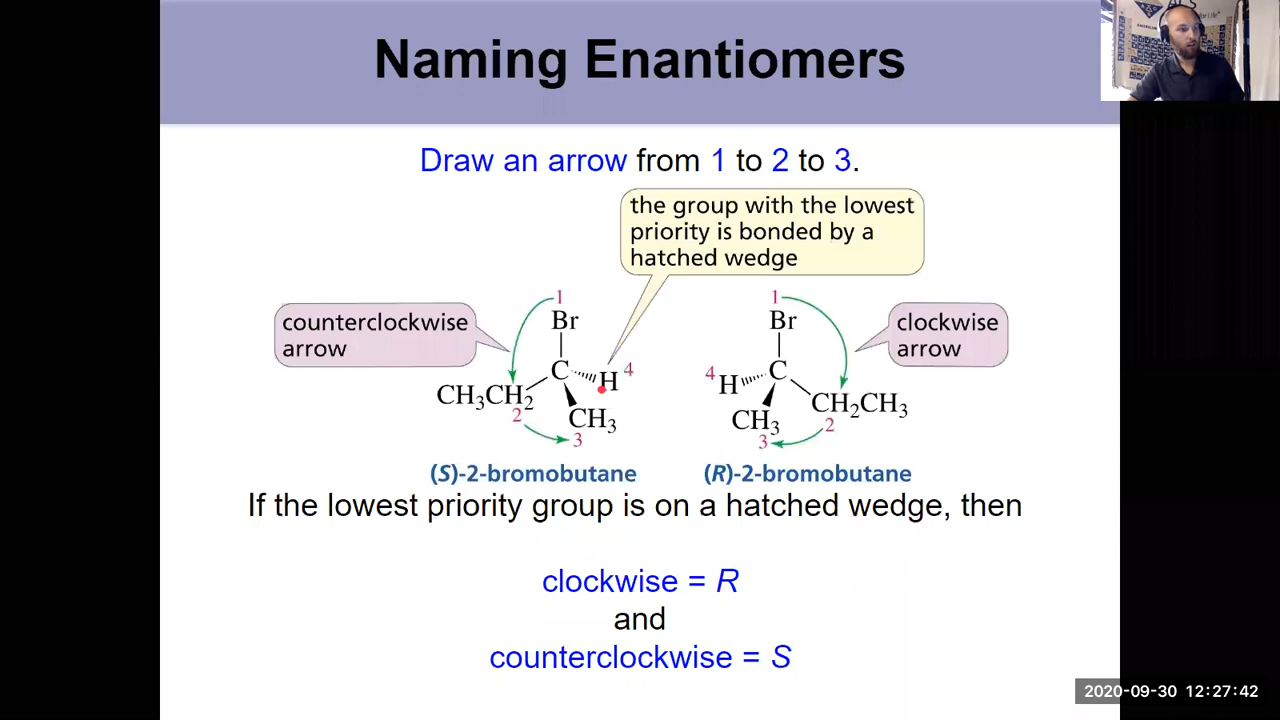 Naming Enantiomers
Draw an arrow from 1 to 2 to 3.
the group with the lowest
priority is bonded by a
hatched wedge
counterclockwise
arrow
1
Br
C
H 4
CH₃CH₂
2
CH₃
3
(S)-2-bromobutane
1
Br
clockwise
arrow
4 H
C
CH₃
3
CH₂CH₃
2
(R)-2-bromobutane
If the lowest priority group is on a hatched wedge, then
clockwise = R
and
counterclockwise = S
2020-09-30 12:27:42